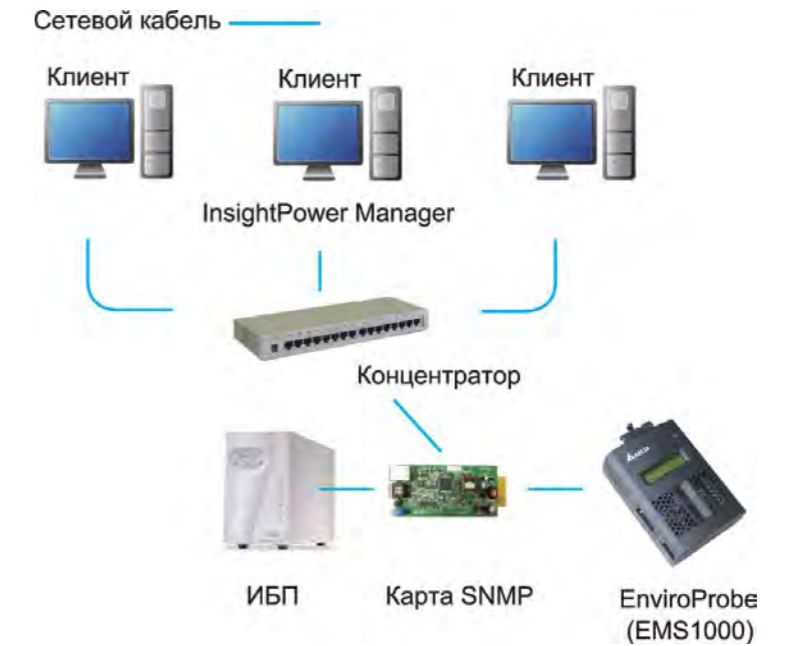 Сетевой кабель
Клиент
Клиент
Клиент
InsightPower Manager
Концентратор
ИБП
Карта SNMP
EnviroProbe
(EMS1000)